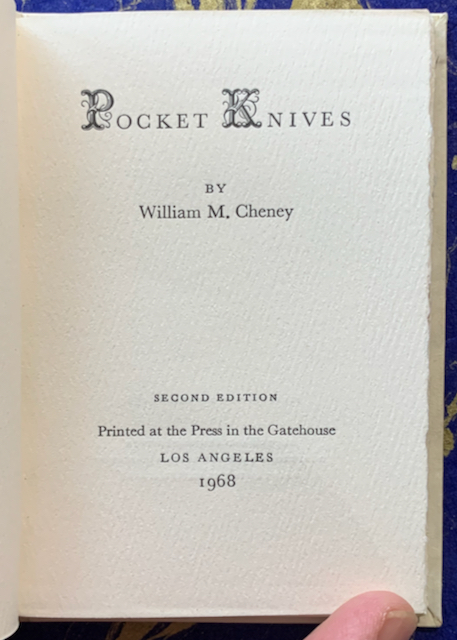 POCKET KNIVES
BY
William M. Cheney
SECOND EDITION
Printed at the Press in the Gatehouse
LOS ANGELES
1968